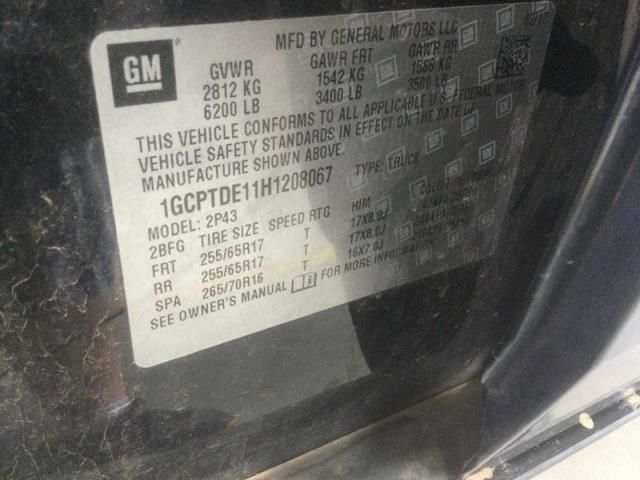 GM
MFD BY GENERAL MOTORS LLC
GVWR GAWR FRT GAWR RR
2812 KG 1542 KG 1588 KG
6200 LB 3400 LB 3500 LB
THIS VEHICLE CONFORMS TO ALL APPLICABLE U.S. FEDERAL MOTOR
VEHICLE SAFETY STANDARDS IN EFFECT ON THE DATE OF
MANUFACTURE SHOWN ABOVE.
1GCPTDE11H1208067 TYPE: TRUCK
MODEL: 2P43
2BFG TIRE SIZE SPEED RTG RIM COLD TIRE
FRT 255/65R17 T 17X8.0J
RR 255/65R17 T 17X8.0J
SPA 265/70R16 T 16X7.0J
SEE OWNER'S MANUAL FOR MORE INFORMATION